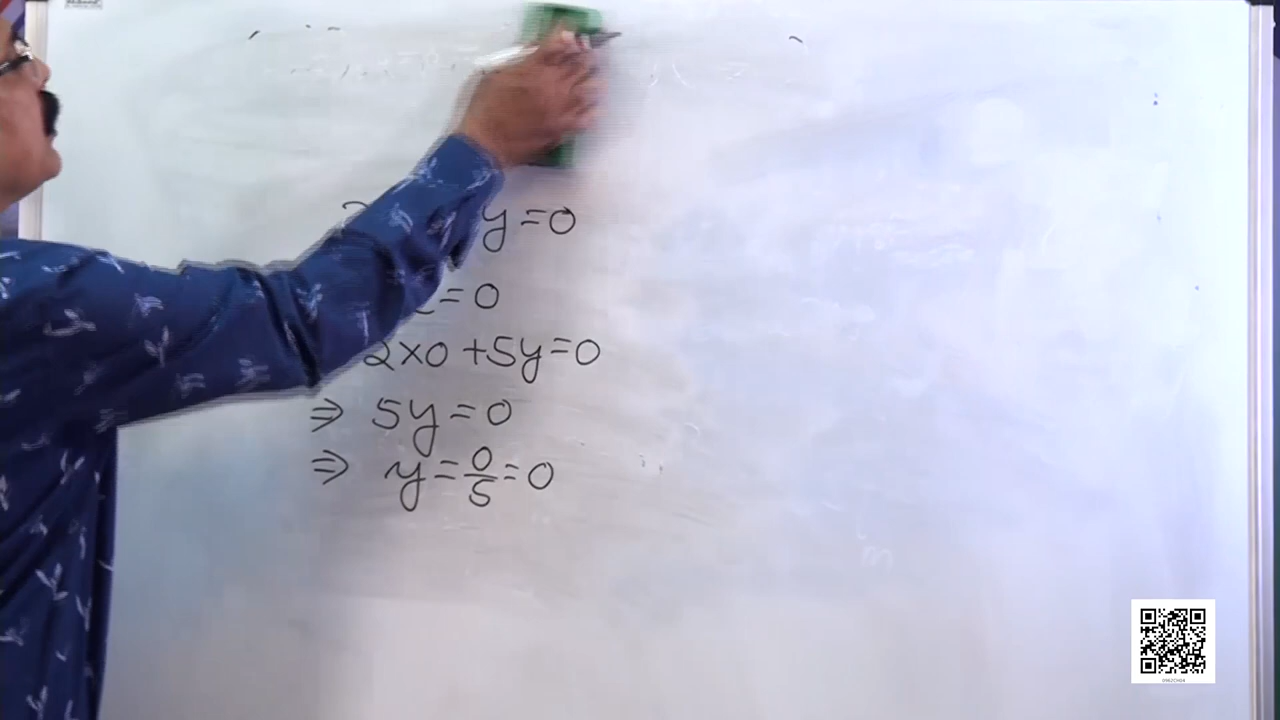 y=0
=0
2×0+5y=0
⇒ 5y=0
⇒ y=0/5=0